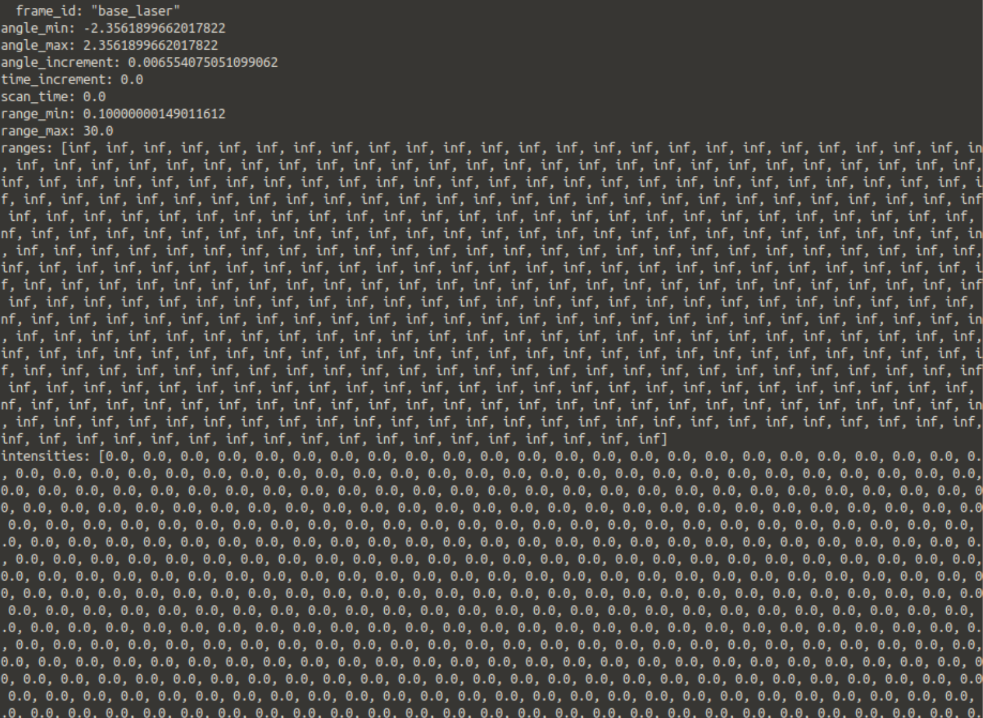 frame_id: "base_laser"
angle_min: -2.3561899662017822
angle_max: 2.3561899662017822
angle_increment: 0.006554075051099062
time_increment: 0.0
scan_time: 0.0
range_min: 0.10000000149011612
range_max: 30.0
ranges: [inf, inf, inf, inf, inf, inf, inf, inf, inf, inf, inf, inf, inf, inf, inf, inf, inf, inf, inf, inf, inf, inf, inf, inf, in
, inf, inf, inf, inf, inf, inf, inf, inf, inf, inf, inf, inf, inf, inf, inf, inf, inf, inf, inf, inf, inf, inf, inf, inf, inf, inf,
inf, inf, inf, inf, inf, inf, inf, inf, inf, inf, inf, inf, inf, inf, inf, inf, inf, inf, inf, inf, inf, inf, inf, inf, inf, inf, i
f, inf, inf, inf, inf, inf, inf, inf, inf, inf, inf, inf, inf, inf, inf, inf, inf, inf, inf, inf, inf, inf, inf, inf, inf, inf, inf
inf, inf, inf, inf, inf, inf, inf, inf, inf, inf, inf, inf, inf, inf, inf, inf, inf, inf, inf, inf, inf, inf, inf, inf, inf, inf,
nf, inf, inf, inf, inf, inf, inf, inf, inf, inf, inf, inf, inf, inf, inf, inf, inf, inf, inf, inf, inf, inf, inf, inf, inf, inf, in
, inf, inf, inf, inf, inf, inf, inf, inf, inf, inf, inf, inf, inf, inf, inf, inf, inf, inf, inf, inf, inf, inf, inf, inf, inf, inf,
inf, inf, inf, inf, inf, inf, inf, inf, inf, inf, inf, inf, inf, inf, inf, inf, inf, inf, inf, inf, inf, inf, inf, inf, inf, inf, i
f, inf, inf, inf, inf, inf, inf, inf, inf, inf, inf, inf, inf, inf, inf, inf, inf, inf, inf, inf, inf, inf, inf, inf, inf, inf, inf
inf, inf, inf, inf, inf, inf, inf, inf, inf, inf, inf, inf, inf, inf, inf, inf, inf, inf, inf, inf, inf, inf, inf, inf, inf, inf,
nf, inf, inf, inf, inf, inf, inf, inf, inf, inf, inf, inf, inf, inf, inf, inf, inf, inf, inf, inf, inf, inf, inf, inf, inf, inf, in
, inf, inf, inf, inf, inf, inf, inf, inf, inf, inf, inf, inf, inf, inf, inf, inf, inf, inf, inf, inf, inf, inf, inf, inf, inf, inf,
inf, inf, inf, inf, inf, inf, inf, inf, inf, inf, inf, inf, inf, inf, inf, inf, inf, inf, inf, inf, inf, inf, inf, inf, inf, inf, i
f, inf, inf, inf, inf, inf, inf, inf, inf, inf, inf, inf, inf, inf, inf, inf, inf, inf, inf, inf, inf, inf, inf, inf, inf, inf, inf
inf, inf, inf, inf, inf, inf, inf, inf, inf, inf, inf, inf, inf, inf, inf, inf, inf, inf, inf, inf, inf, inf, inf, inf, inf, inf,
nf, inf, inf, inf, inf, inf, inf, inf, inf, inf, inf, inf, inf, inf, inf, inf, inf, inf, inf, inf, inf, inf, inf, inf, inf, inf, in
, inf, inf, inf, inf, inf, inf, inf, inf, inf, inf, inf, inf, inf, inf, inf, inf, inf, inf, inf, inf, inf, inf, inf, inf, inf, inf,
inf, inf, inf, inf, inf, inf, inf, inf, inf, inf, inf, inf, inf, inf, inf, inf, inf, inf]
intensities: [0.0, 0.0, 0.0, 0.0, 0.0, 0.0, 0.0, 0.0, 0.0, 0.0, 0.0, 0.0, 0.0, 0.0, 0.0, 0.0, 0.0, 0.0, 0.0, 0.0, 0.0, 0.0, 0.0, 0.
, 0.0, 0.0, 0.0, 0.0, 0.0, 0.0, 0.0, 0.0, 0.0, 0.0, 0.0, 0.0, 0.0, 0.0, 0.0, 0.0, 0.0, 0.0, 0.0, 0.0, 0.0, 0.0, 0.0, 0.0, 0.0, 0.0,
0.0, 0.0, 0.0, 0.0, 0.0, 0.0, 0.0, 0.0, 0.0, 0.0, 0.0, 0.0, 0.0, 0.0, 0.0, 0.0, 0.0, 0.0, 0.0, 0.0, 0.0, 0.0, 0.0, 0.0, 0.0, 0.0, 0
0, 0.0, 0.0, 0.0, 0.0, 0.0, 0.0, 0.0, 0.0, 0.0, 0.0, 0.0, 0.0, 0.0, 0.0, 0.0, 0.0, 0.0, 0.0, 0.0, 0.0, 0.0, 0.0, 0.0, 0.0, 0.0, 0.0
0.0, 0.0, 0.0, 0.0, 0.0, 0.0, 0.0, 0.0, 0.0, 0.0, 0.0, 0.0, 0.0, 0.0, 0.0, 0.0, 0.0, 0.0, 0.0, 0.0, 0.0, 0.0, 0.0, 0.0, 0.0, 0.0,
.0, 0.0, 0.0, 0.0, 0.0, 0.0, 0.0, 0.0, 0.0, 0.0, 0.0, 0.0, 0.0, 0.0, 0.0, 0.0, 0.0, 0.0, 0.0, 0.0, 0.0, 0.0, 0.0, 0.0, 0.0, 0.0, 0.
, 0.0, 0.0, 0.0, 0.0, 0.0, 0.0, 0.0, 0.0, 0.0, 0.0, 0.0, 0.0, 0.0, 0.0, 0.0, 0.0, 0.0, 0.0, 0.0, 0.0, 0.0, 0.0, 0.0, 0.0, 0.0, 0.0,
0.0, 0.0, 0.0, 0.0, 0.0, 0.0, 0.0, 0.0, 0.0, 0.0, 0.0, 0.0, 0.0, 0.0, 0.0, 0.0, 0.0, 0.0, 0.0, 0.0, 0.0, 0.0, 0.0, 0.0, 0.0, 0.0, 0
0, 0.0, 0.0, 0.0, 0.0, 0.0, 0.0, 0.0, 0.0, 0.0, 0.0, 0.0, 0.0, 0.0, 0.0, 0.0, 0.0, 0.0, 0.0, 0.0, 0.0, 0.0, 0.0, 0.0, 0.0, 0.0, 0.0
0.0, 0.0, 0.0, 0.0, 0.0, 0.0, 0.0, 0.0, 0.0, 0.0, 0.0, 0.0, 0.0, 0.0, 0.0, 0.0, 0.0, 0.0, 0.0, 0.0, 0.0, 0.0, 0.0, 0.0, 0.0, 0.0,
.0, 0.0, 0.0, 0.0, 0.0, 0.0, 0.0, 0.0, 0.0, 0.0, 0.0, 0.0, 0.0, 0.0, 0.0, 0.0, 0.0, 0.0, 0.0, 0.0, 0.0, 0.0, 0.0, 0.0, 0.0, 0.0, 0.
, 0.0, 0.0, 0.0, 0.0, 0.0, 0.0, 0.0, 0.0, 0.0, 0.0, 0.0, 0.0, 0.0, 0.0, 0.0, 0.0, 0.0, 0.0, 0.0, 0.0, 0.0, 0.0, 0.0, 0.0, 0.0, 0.0,
0.0, 0.0, 0.0, 0.0, 0.0, 0.0, 0.0, 0.0, 0.0, 0.0, 0.0, 0.0, 0.0, 0.0, 0.0, 0.0, 0.0, 0.0, 0.0, 0.0, 0.0, 0.0, 0.0, 0.0, 0.0, 0.0, 0
0, 0.0, 0.0, 0.0, 0.0, 0.0, 0.0, 0.0, 0.0, 0.0, 0.0, 0.0, 0.0, 0.0, 0.0, 0.0, 0.0, 0.0, 0.0, 0.0, 0.0, 0.0, 0.0, 0.0, 0.0, 0.0, 0.0
0.0, 0.0, 0.0, 0.0, 0.0, 0.0, 0.0, 0.0, 0.0, 0.0, 0.0, 0.0, 0.0, 0.0, 0.0, 0.0, 0.0, 0.0, 0.0, 0.0, 0.0, 0.0, 0.0, 0.0, 0.0, 0.0,
.0, 0.0, 0.0, 0.0, 0.0, 0.0, 0.0, 0.0, 0.0, 0.0, 0.0, 0.0, 0.0, 0.0, 0.0, 0.0, 0.0, 0.0, 0.0, 0.0, 0.0, 0.0, 0.0, 0.0, 0.0, 0.0, 0.